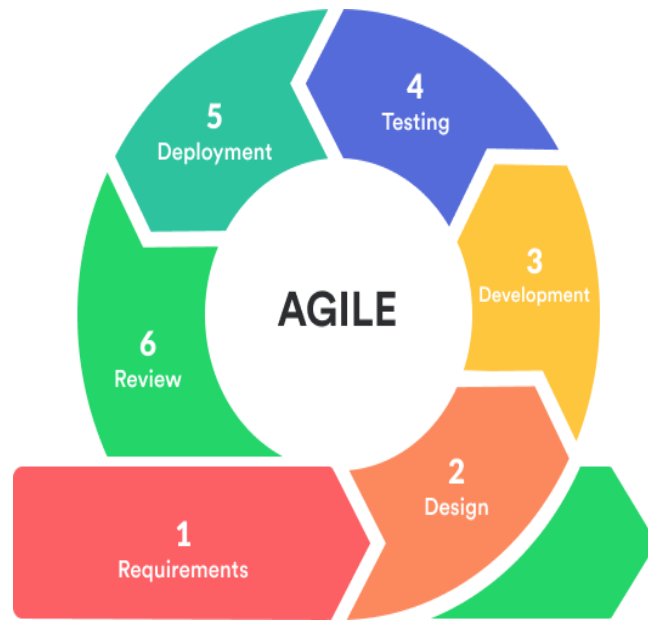 AGILE
1
Requirements
2
Design
3
Development
4
Testing
5
Deployment
6
Review